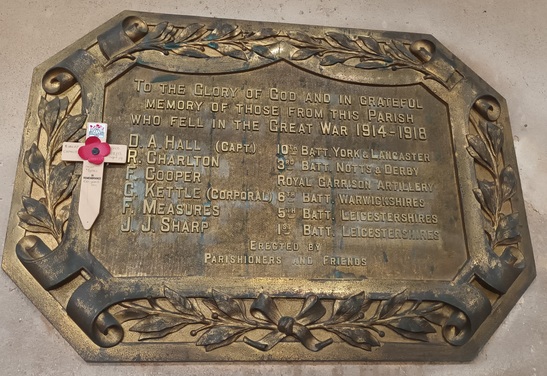 To the Glory of God and in grateful
memory of those from this Parish
who fell in the Great War 1914-1918
D. A. Hall (Capt) 10th Batt York & Lancaster
R. Charlton 3rd Batt. Notts & Derby
F. Cooper Royal Garrison Artillery
C. Kettle (Corporal) 6th Batt. Warwickshires
F. Measures 5th Batt. Leicestershires
J. J. Sharp 1st Batt. Leicestershires
Erected by
Parishioners and Friends